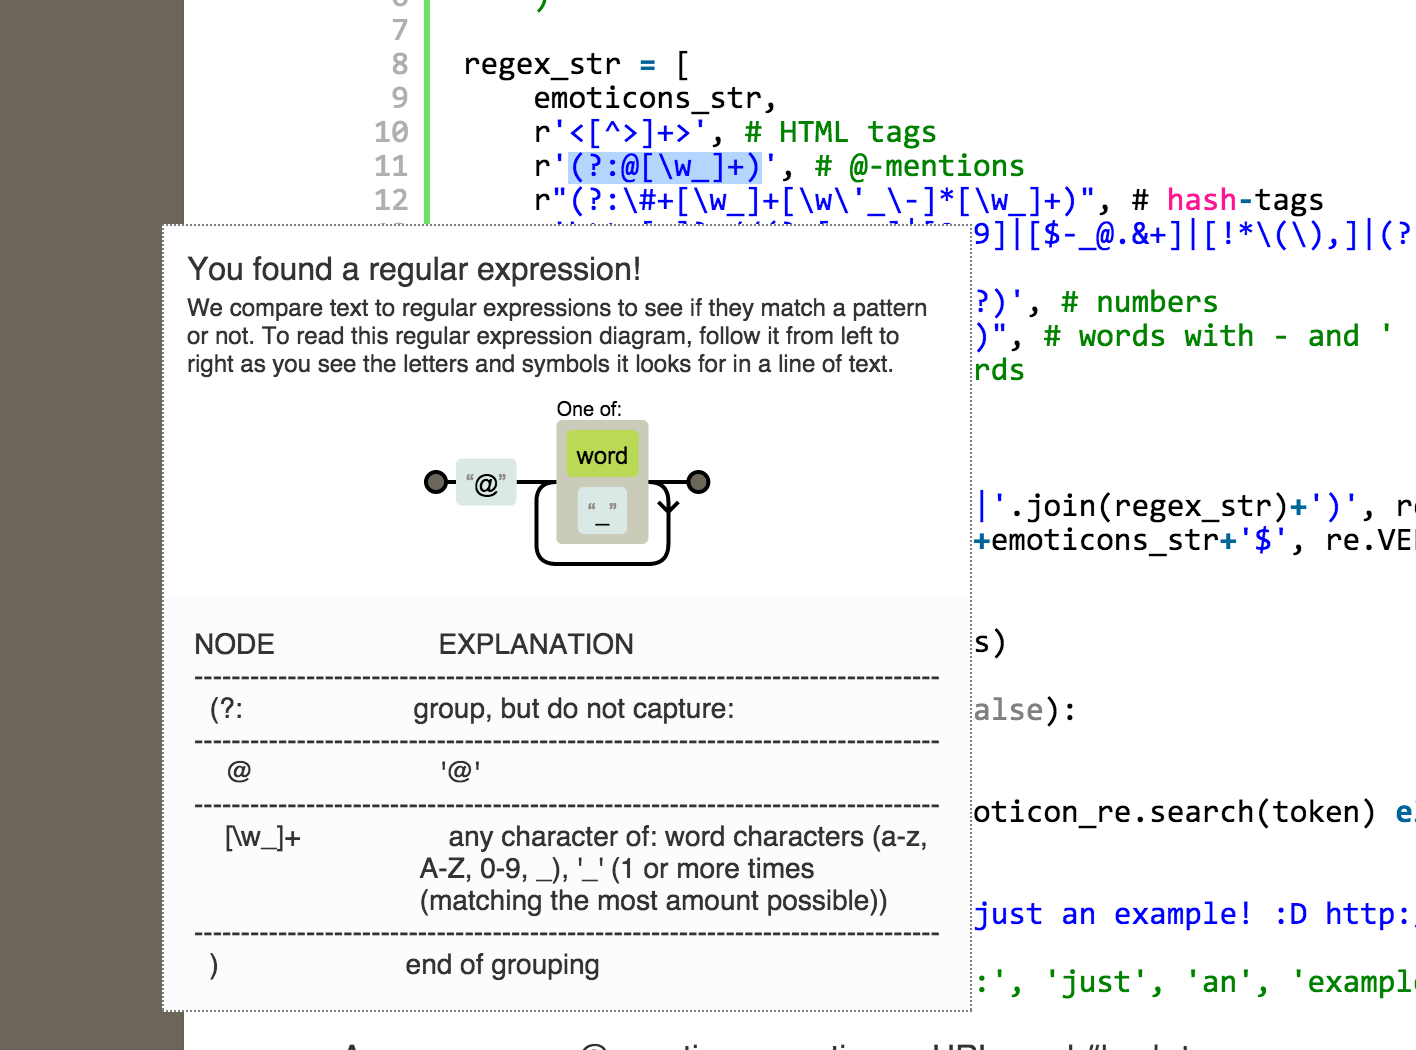 7
8 regex_str = [
9 emoticons_str,
10 r'<[^>]+>', # HTML tags
11 r'(?:@[\w_]+)', # @-mentions
12 r"(?:\#+[\w_]+[\w\'_\-]*[\w_]+)", # hash-tags
9]|[$-_@.&+]|[!*\(\),]|(?
?)', # numbers
)", # words with - and '
rds
|'.join(regex_str)+')', re
+emoticons_str+'$', re.VE
s)
alse):
oticon_re.search(token)
just an example! :D http:
:', 'just', 'an', 'example
You found a regular expression!
We compare text to regular expressions to see if they match a pattern
or not. To read this regular expression diagram, follow it from left to
right as you see the letters and symbols it looks for in a line of text.
One of:
“@”
word
“_”
NODE EXPLANATION
--------------------------------------------------------------------------------
(?: group, but do not capture:
--------------------------------------------------------------------------------
@ '@'
--------------------------------------------------------------------------------
[\w_]+ any character of: word characters (a-z,
A-Z, 0-9, _), '_' (1 or more times
(matching the most amount possible))
--------------------------------------------------------------------------------
) end of grouping